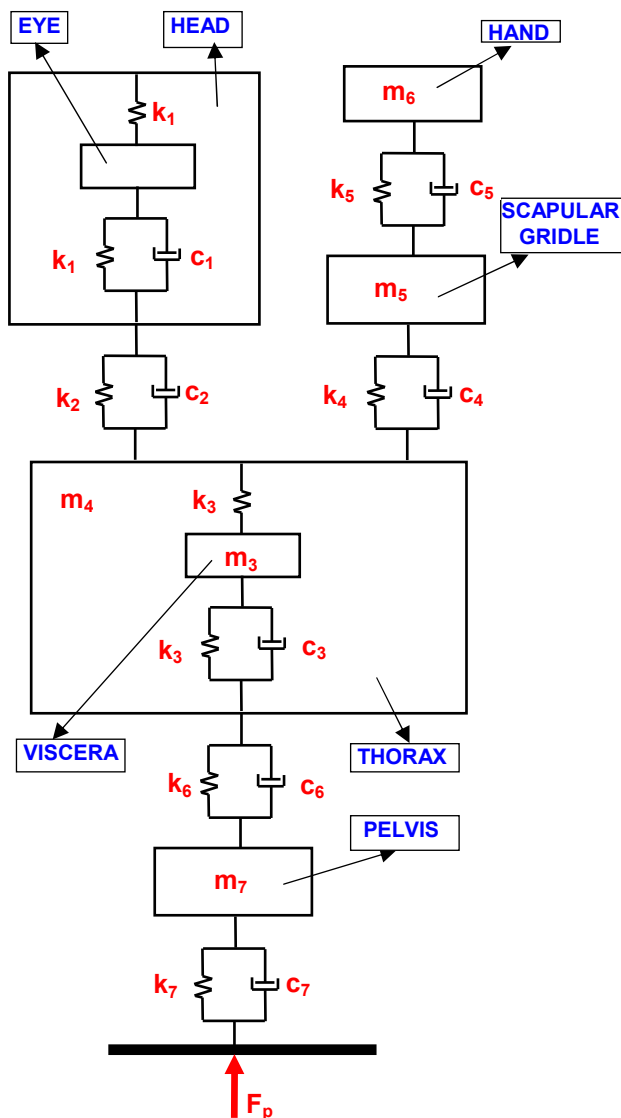 EYE
HEAD
HAND
k₁
m₆
k₅
c₅
SCAPULAR
GRIDLE
k₁
c₁
m₅
k₂
c₂
k₄
c₄
m₄
k₃
m₃
k₃
c₃
VISCERA
THORAX
k₆
c₆
PELVIS
m₇
k₇
c₇
Fₚ